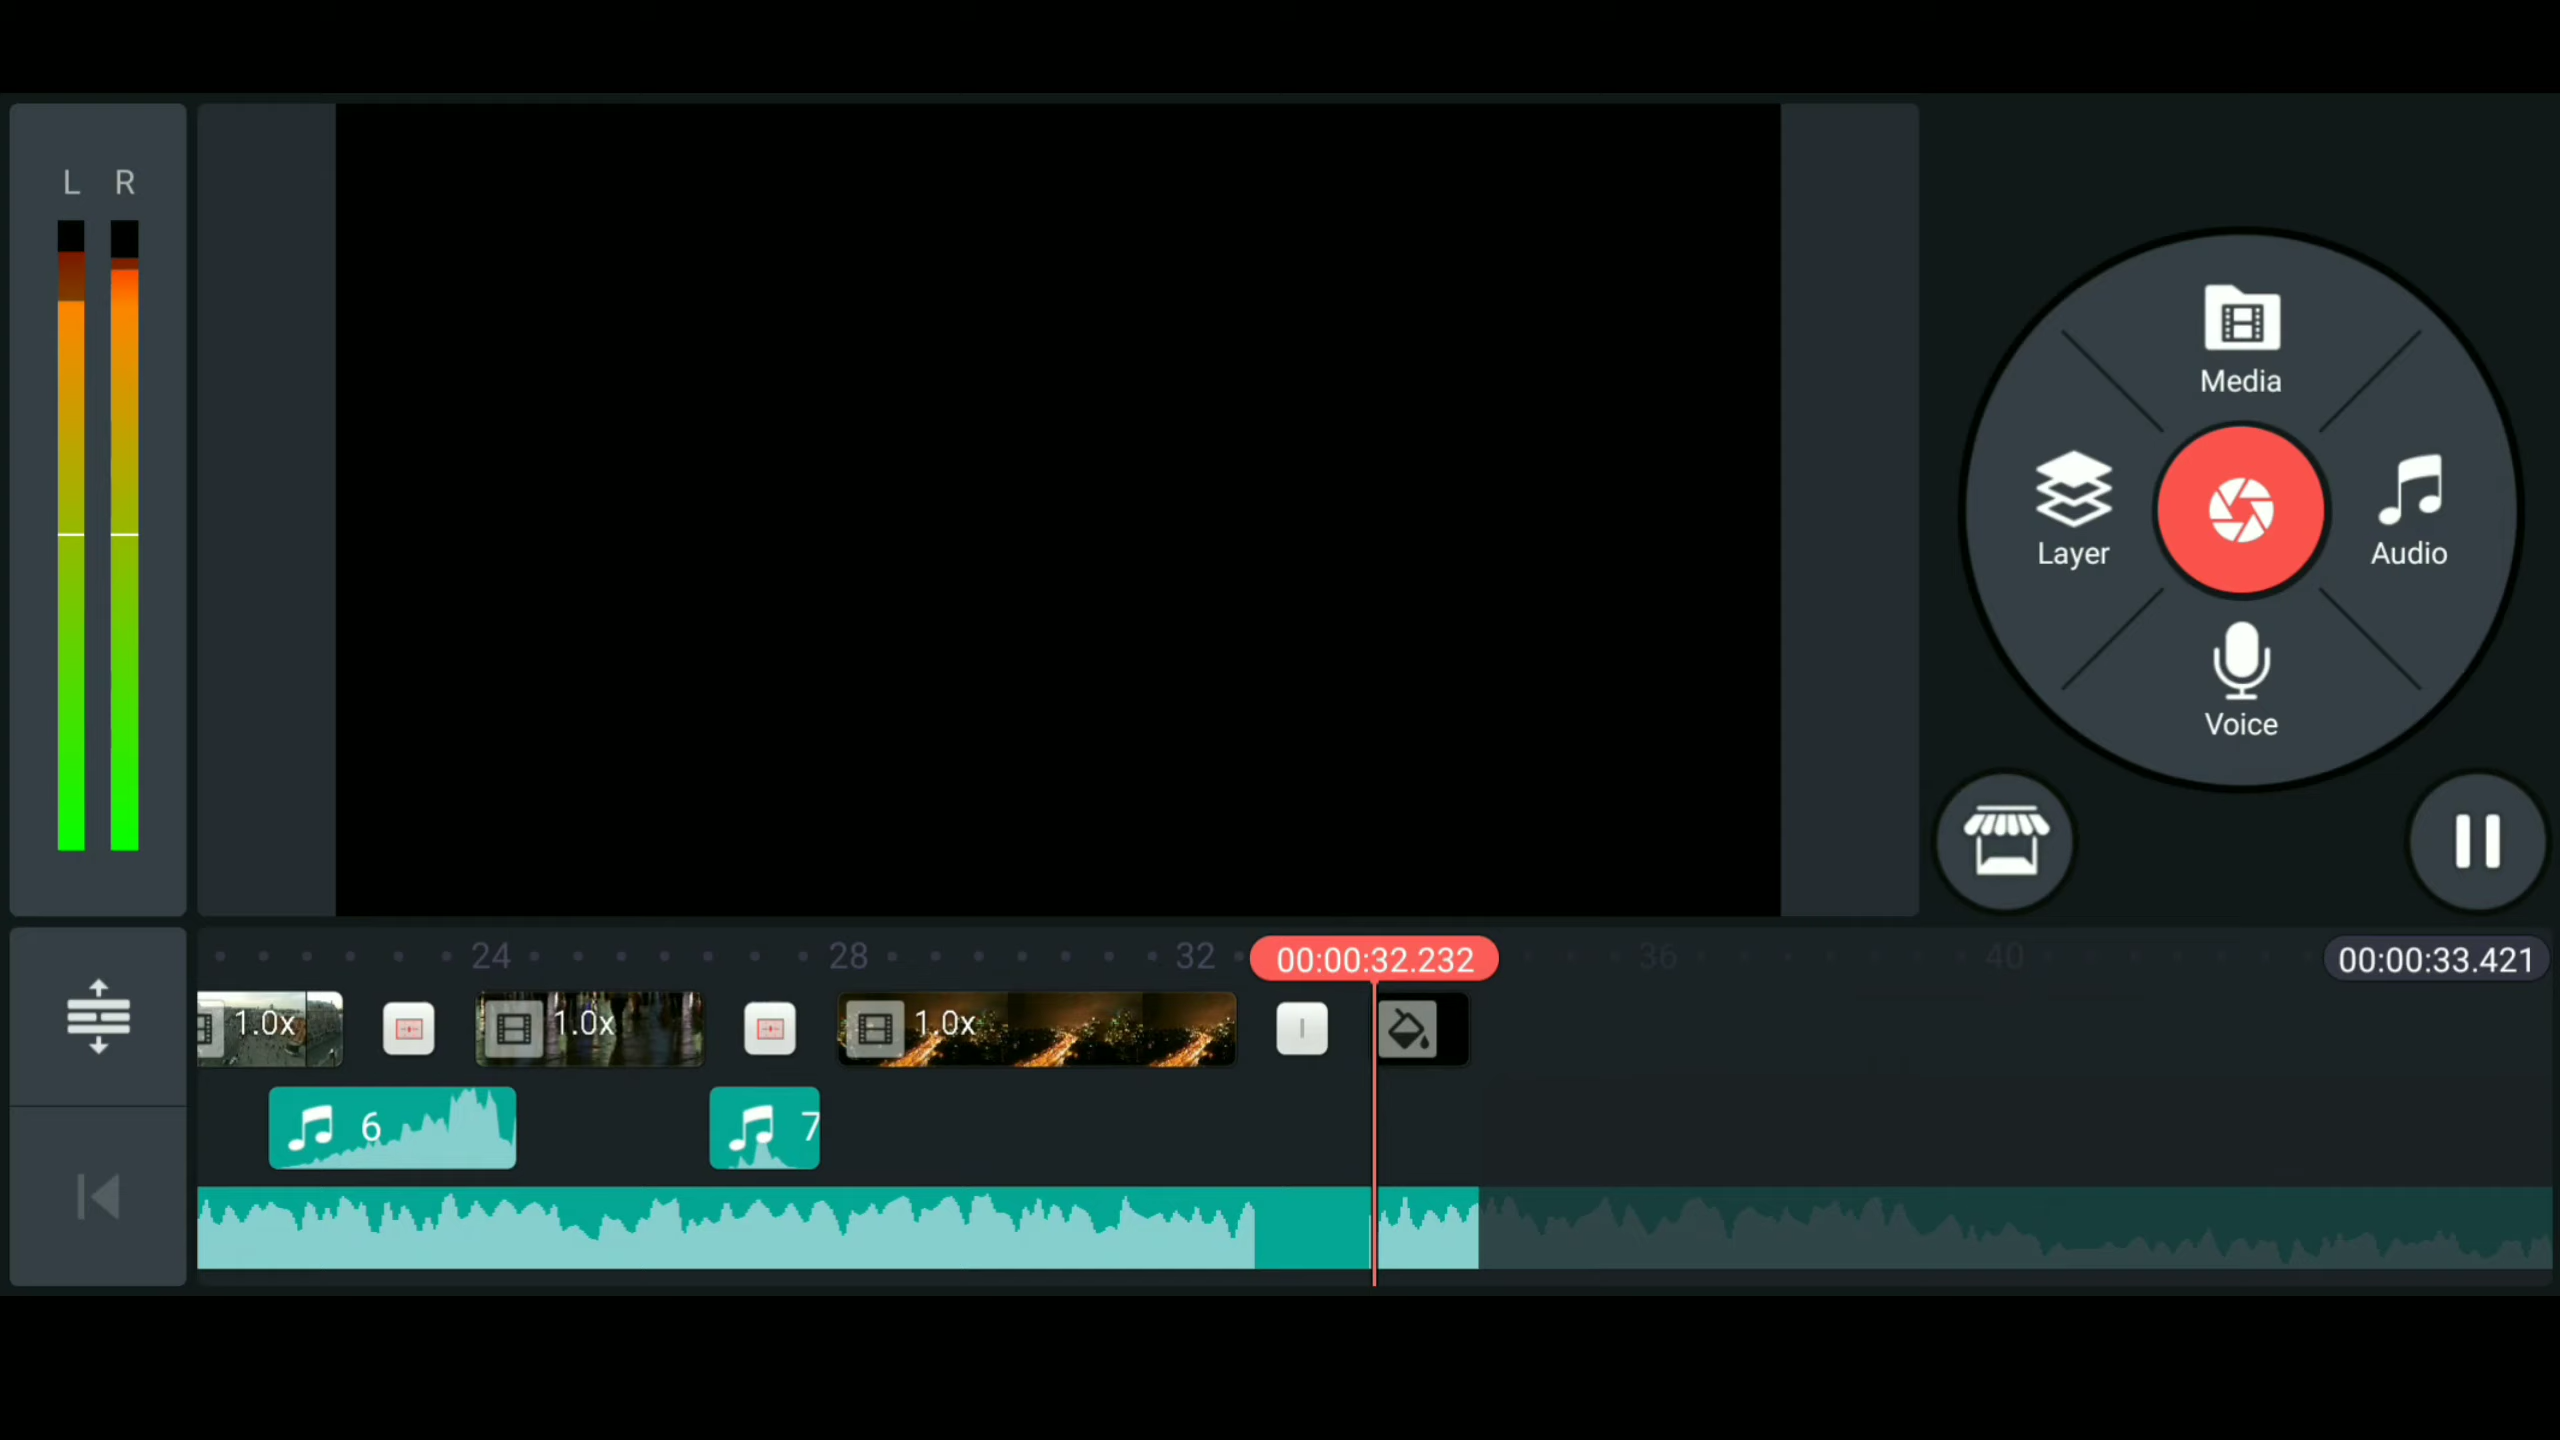 L R
Media
Layer
Audio
Voice
24 28 32 00:00:32.232 36 40 00:00:33.421
1.0x 1.0x 1.0x
6 7